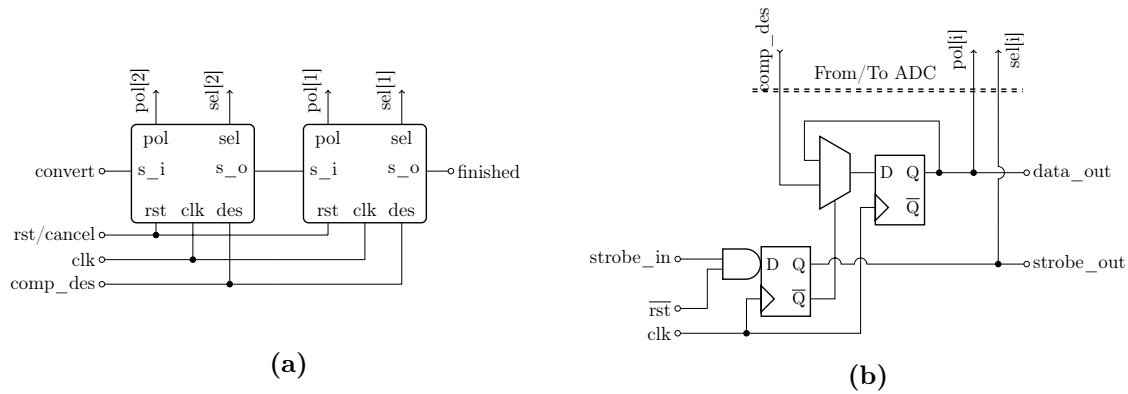 pol[2]
sel[2]
pol[1]
sel[1]
pol
sel
pol
sel
convert
s_i
s_o
s_i
s_o
finished
rst
clk
des
rst
clk
des
rst/cancel
clk
comp_des
(a)
comp_des
pol[i]
sel[i]
From/To ADC
D
Q
data_out
Q̅
strobe_in
D
Q
strobe_out
r̅s̅t̅
Q̅
clk
(b)